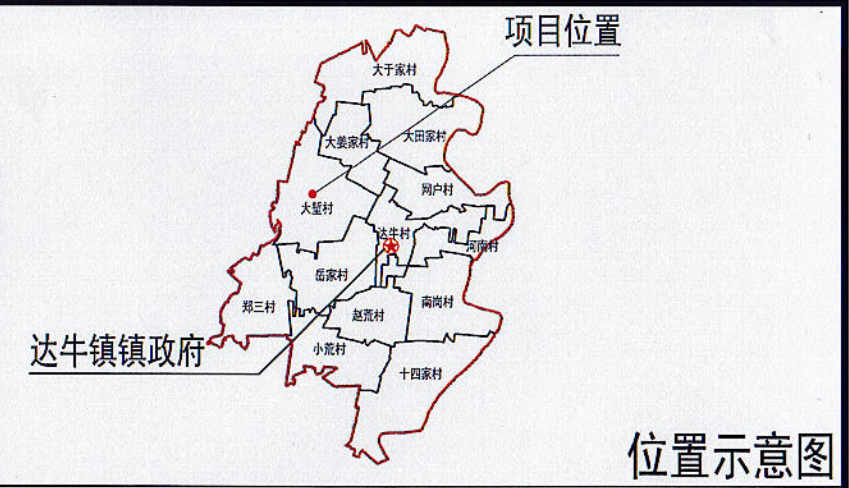 项目位置
大于家村
大姜家村
大田家村
网户村
大堑村
达牛村
河南村
岳家村
郑三村
南岗村
赵荒村
达牛镇镇政府
小荒村
十四家村
位置示意图